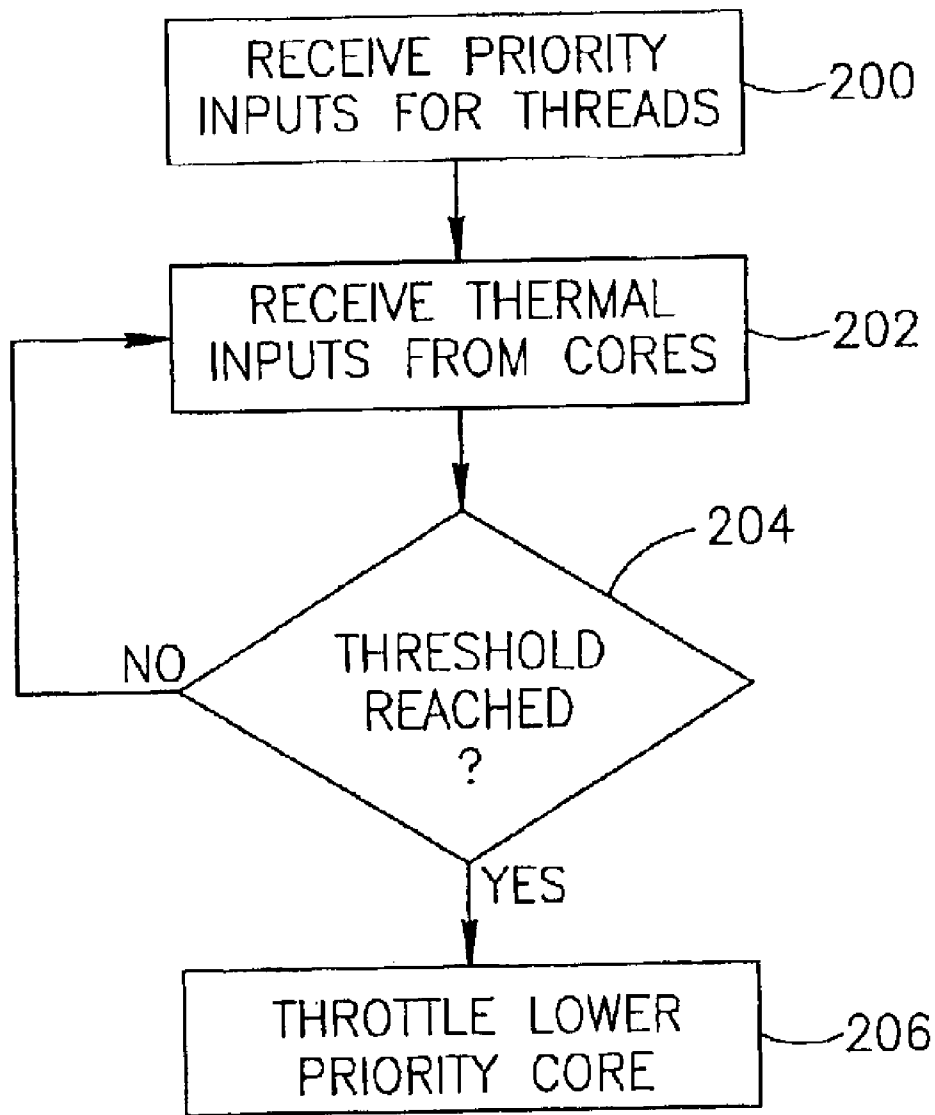 RECEIVE PRIORITY
INPUTS FOR THREADS
200
RECEIVE THERMAL
INPUTS FROM CORES
202
204
THRESHOLD
REACHED
?
NO
YES
THROTTLE LOWER
PRIORITY CORE
206